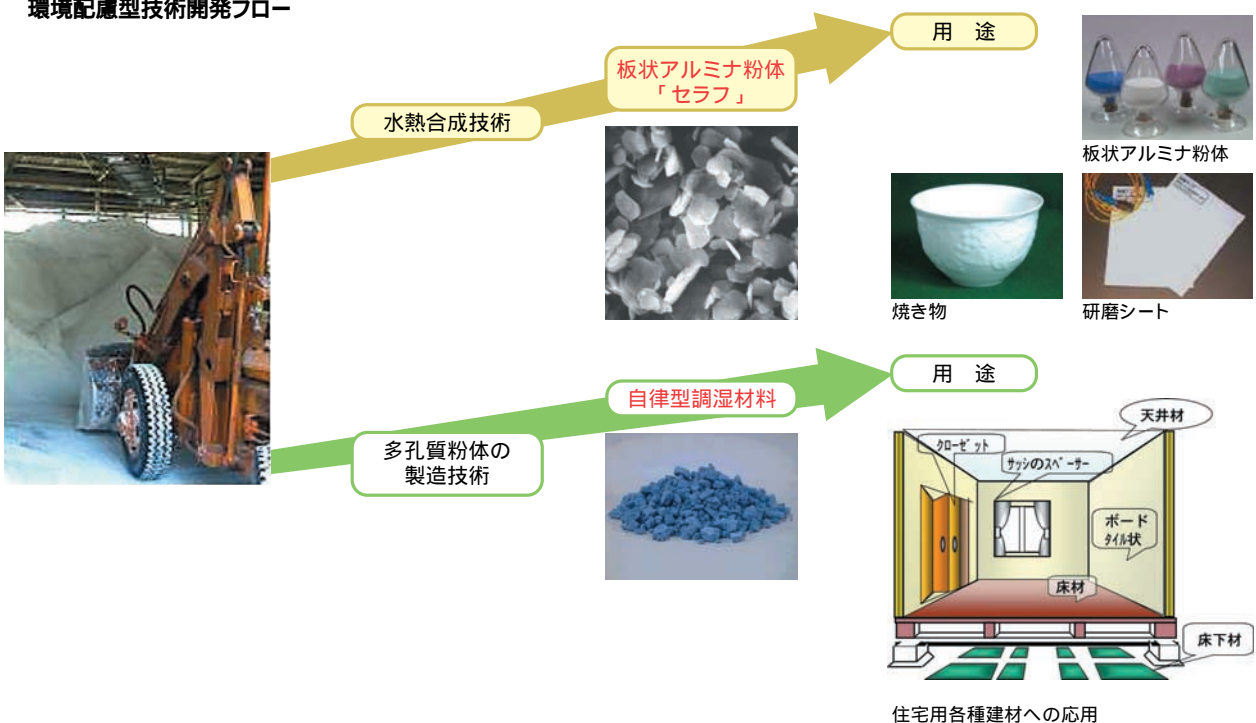 環境配慮型技術開発フロー
用 途
板状アルミナ粉体
「セラフ」
水熱合成技術
板状アルミナ粉体
焼き物
研磨シート
用 途
自律型調湿材料
多孔質粉体の
製造技術
天井材
クローゼット
サッシのスペーサー
ボード
タイル状
床材
床下材
住宅用各種建材への応用